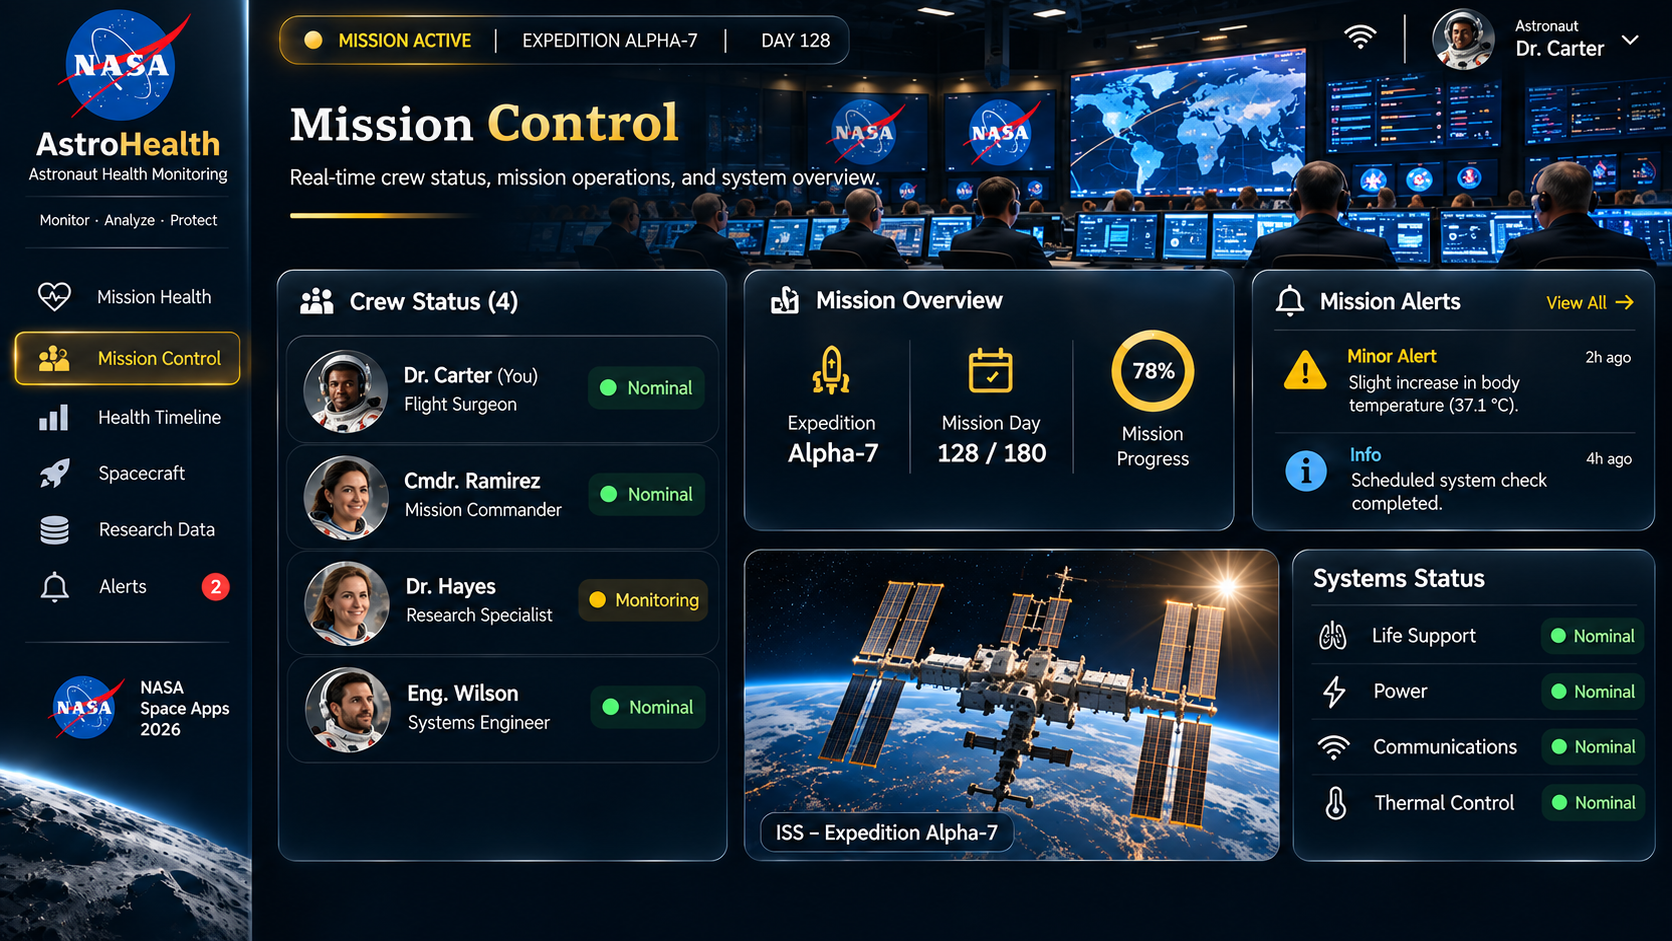 NASA
AstroHealth
Astronaut Health Monitoring
Monitor · Analyze · Protect
Mission Health
Mission Control
Health Timeline
Spacecraft
Research Data
Alerts
2
NASA
NASA
Space Apps
2026
MISSION ACTIVE | EXPEDITION ALPHA-7 | DAY 128
Astronaut
Dr. Carter
Mission Control
Real-time crew status, mission operations, and system overview.
NASA
NASA
Crew Status (4)
Dr. Carter (You)
Flight Surgeon
Nominal
Cmdr. Ramirez
Mission Commander
Nominal
Dr. Hayes
Research Specialist
Monitoring
Eng. Wilson
Systems Engineer
Nominal
Mission Overview
Expedition
Alpha-7
Mission Day
128 / 180
78%
Mission
Progress
Mission Alerts
View All →
Minor Alert
2h ago
Slight increase in body
temperature (37.1 °C).
Info
4h ago
Scheduled system check
completed.
ISS – Expedition Alpha-7
Systems Status
Life Support
Nominal
Power
Nominal
Communications
Nominal
Thermal Control
Nominal